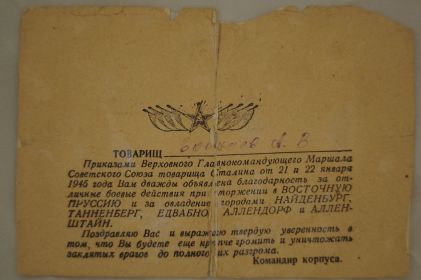 ТОВАРИЩ А. В
Приказами Верховного Главнокомандующего Маршала
Советского Союза товарища Сталина от 21 и 22 января
1945 года Вам дважды объявлена благодарность за от-
личные боевые действия при вторжении в ВОСТОЧНУЮ
ПРУССИЮ и за овладение городами НАЙДЕНБУРГ,
ТАННЕНБЕРГ, ЕДВАБНО, АЛЛЕНДОРФ и АЛЛЕН-
ШТАЙН.
Поздравляю Вас и выражаю твердую уверенность в
том, что Вы будете еще крепче громить и уничтожать
заклятых врагов до полного их разгрома.
Командир корпуса.